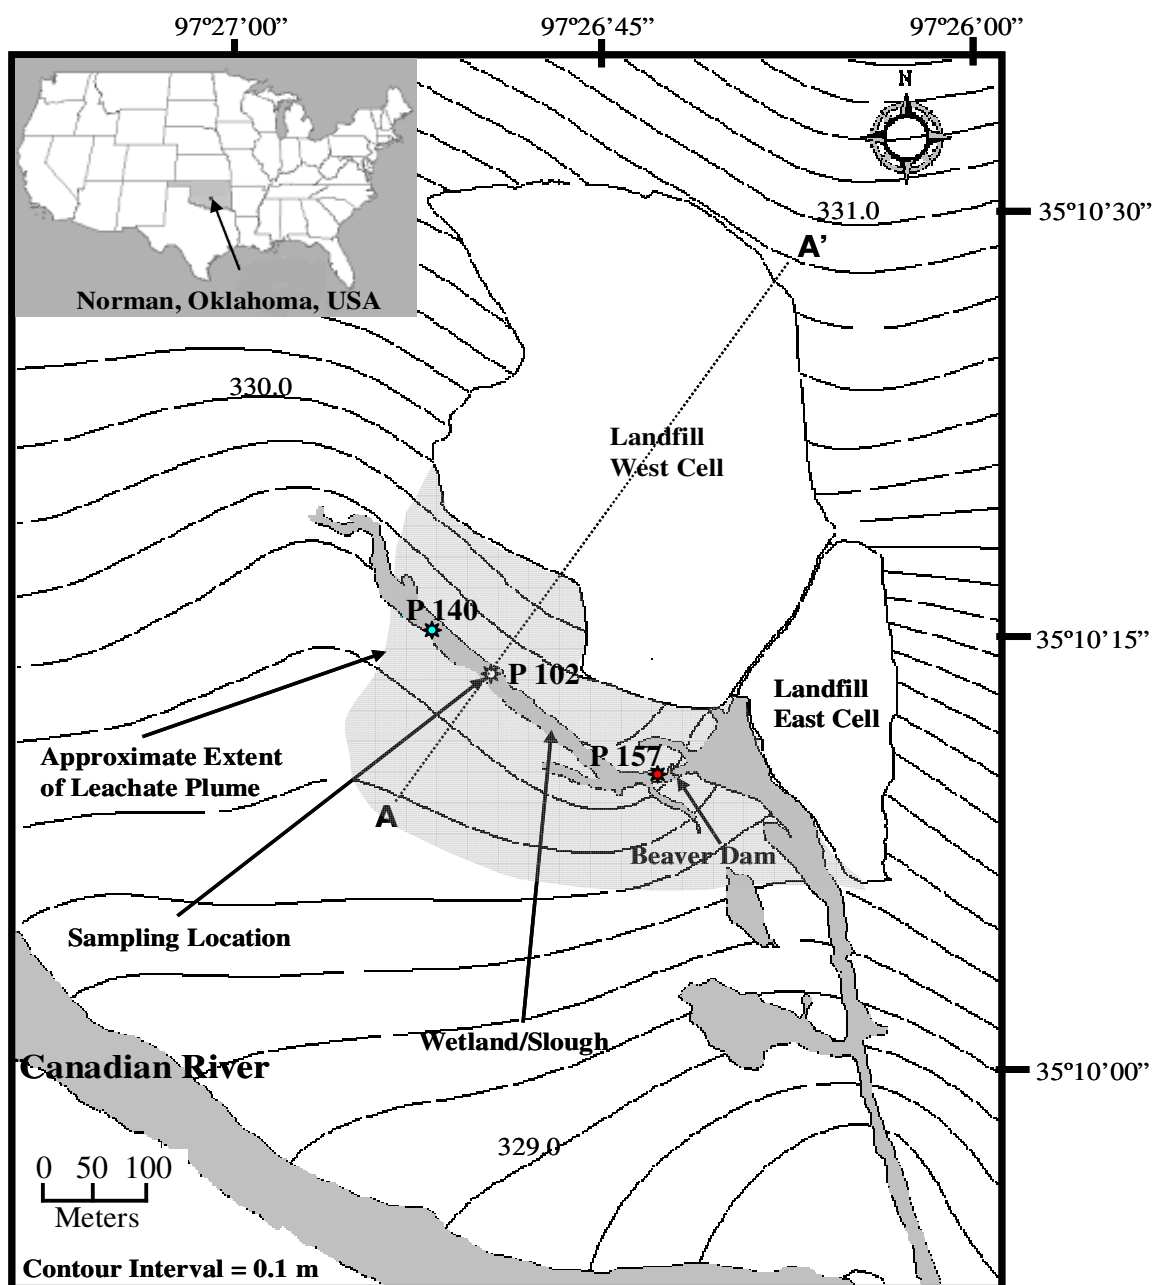 97º27’00”
97º26’45”
97º26’00”
N
331.0
35º10’30”
A’
Norman, Oklahoma, USA
330.0
Landfill
West Cell
P 140
35º10’15”
P 102
Landfill
East Cell
Approximate Extent
of Leachate Plume
P 157
A
Beaver Dam
Sampling Location
Wetland/Slough
Canadian River
35º10’00”
329.0
0 50 100
Meters
Contour Interval = 0.1 m